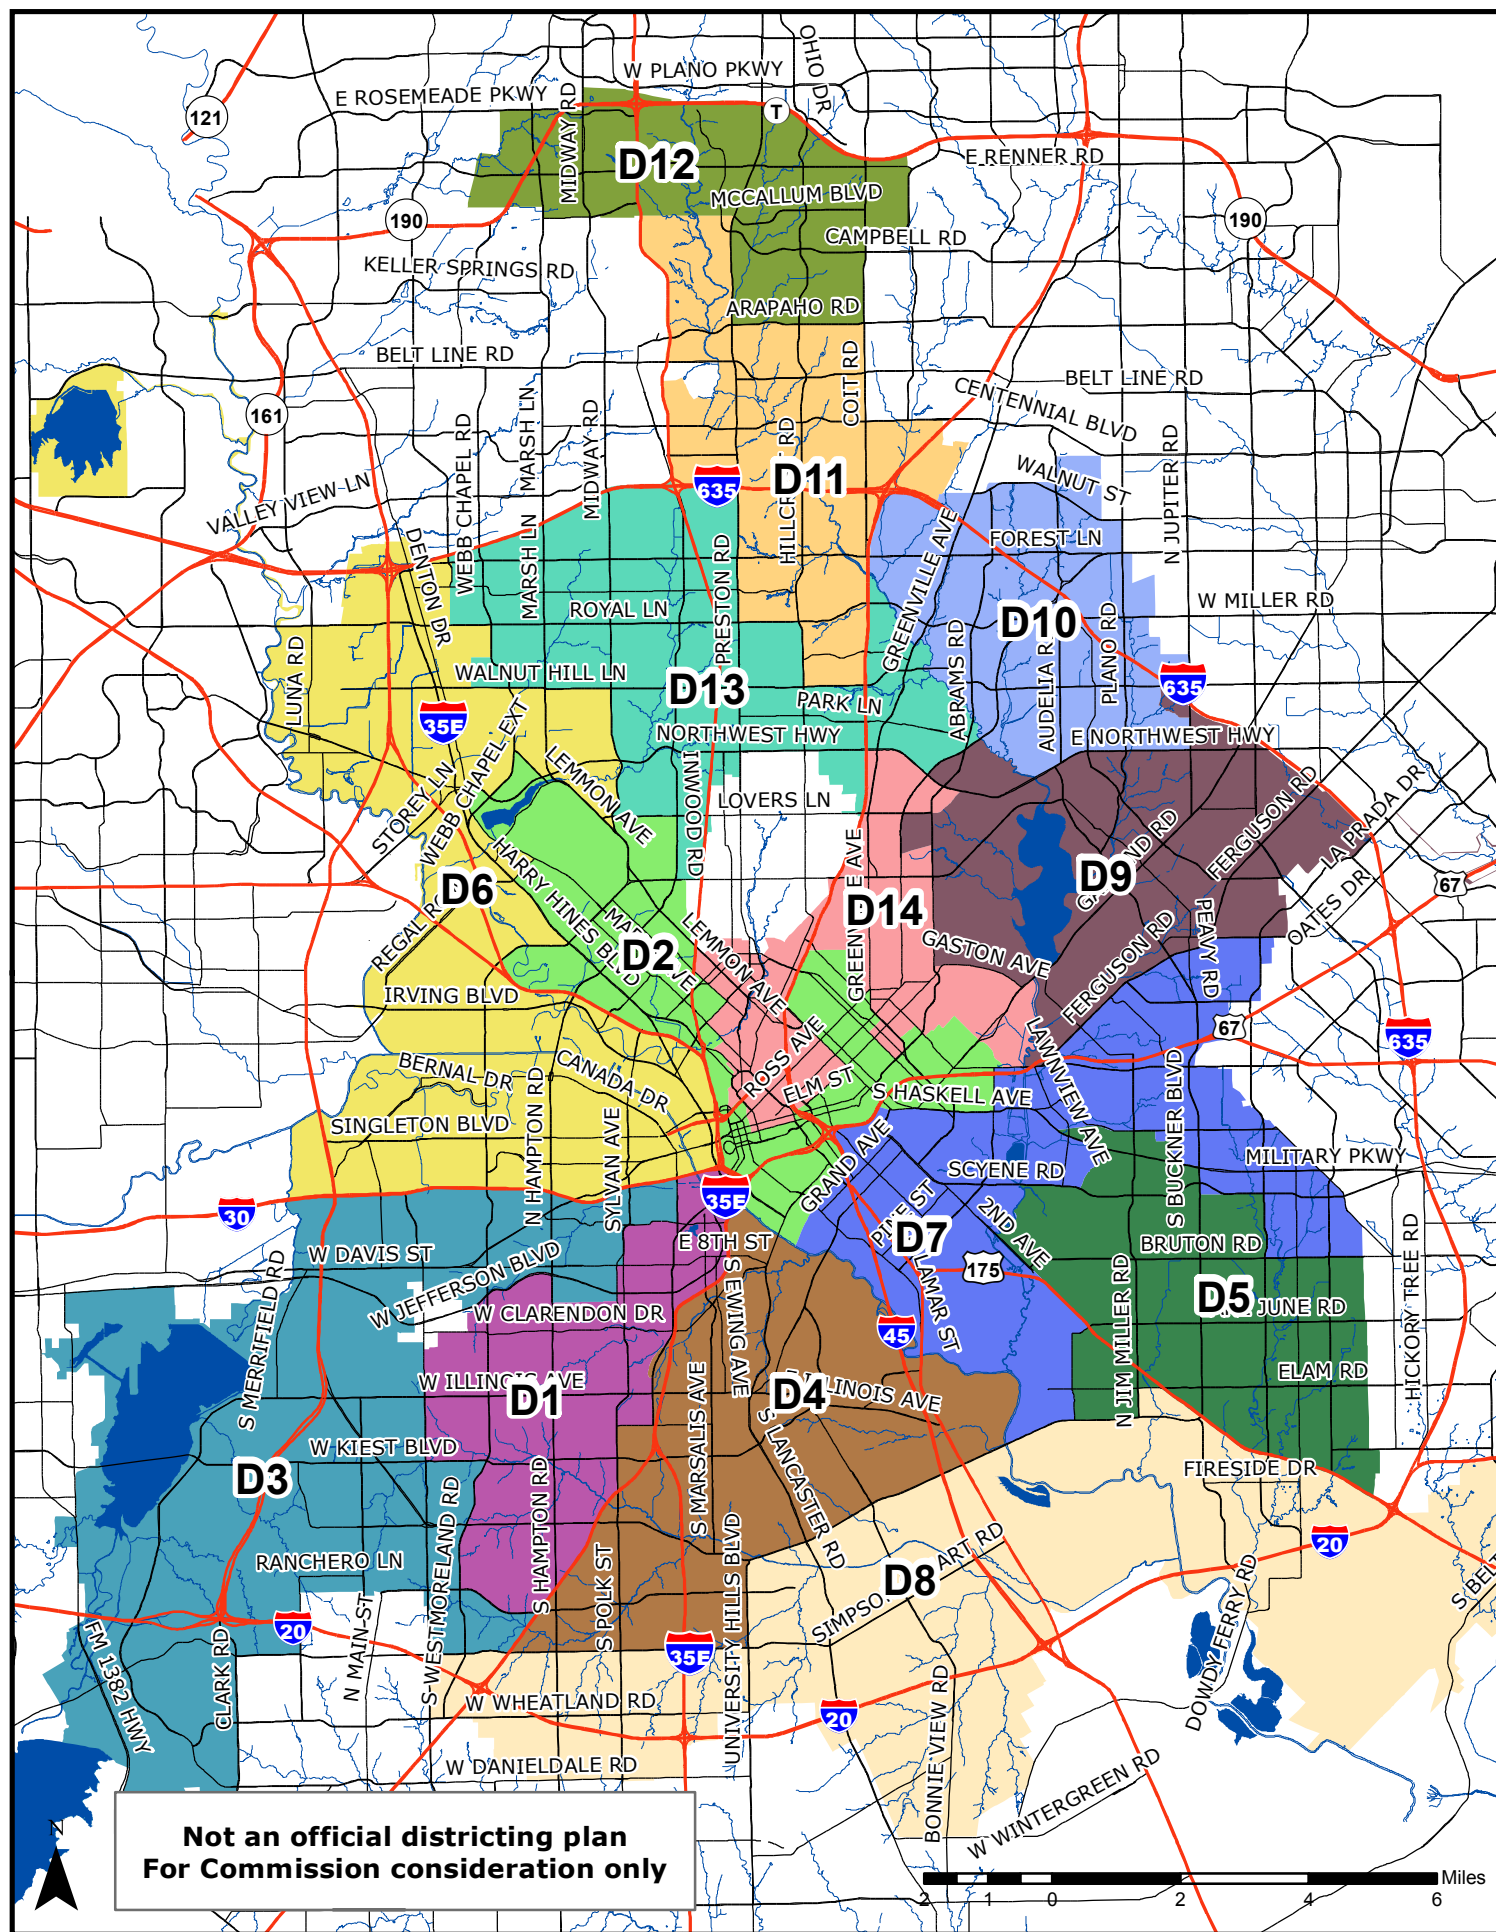 W PLANO PKWY
OHIO DR
E ROSEMEADE PKWY
MIDWAY RD
121
T
E RENNER RD
D12
MCCALLUM BLVD
190
190
CAMPBELL RD
KELLER SPRINGS RD
ARAPAHO RD
BELT LINE RD
COIT RD
BELT LINE RD
161
CENTENNIAL BLVD
WEBB CHAPEL RD
MARSH LN
MIDWAY RD
N JUPITER RD
WALNUT ST
VALLEY VIEW LN
635
D11
MARSH LN
DENTON DR
PRESTON RD
GREENVILLE AVE
FOREST LN
ROYAL LN
W MILLER RD
D10
LUNA RD
ABRAMS RD
AUDELIA RD
PLANO RD
WALNUT HILL LN
D13
635
PARK LN
35E
NORTHWEST HWY
E NORTHWEST HWY
WEBB CHAPEL EXT
STOREY LN
LEMMON AVE
INWOOD RD
LOVERS LN
FERGUSON RD
LA PRADA DR
D6
HARRY HINES BLVD
D9
67
D14
OATES DR
REGAL
D2
LEMMON AVE
GASTON AVE
FERGUSON RD
PEAVY RD
IRVING BLVD
67
635
BERNAL DR
CANADA DR
ROSS AVE
ELM ST
S HASKELL AVE
LAWNVIEW AVE
S BUCKNER BLVD
SINGLETON BLVD
N HAMPTON RD
SYLVAN AVE
GRAND AVE
SCYENE RD
MILITARY PKWY
35E
30
PINE ST
2ND AVE
W DAVIS ST
E 8TH ST
D7
BRUTON RD
S MERRIFIELD RD
W JEFFERSON BLVD
175
HICKORY TREE RD
W CLARENDON DR
S EWING AVE
LAMAR ST
N JIM MILLER RD
D5
JUNE RD
45
W ILLINOIS AVE
D1
D4
ILLINOIS AVE
ELAM RD
S MARSALIS AVE
S LANCASTER RD
W KIEST BLVD
D3
FIRESIDE DR
S WESTMORELAND RD
S HAMPTON RD
20
RANCHERO LN
S POLK ST
UNIVERSITY HILLS BLVD
D8
SIMPSO
ART RD
DOWDY FERRY RD
S BELT
20
N MAIN ST
FM 1382 HWY
CLARK RD
35E
W WHEATLAND RD
20
BONNIE VIEW RD
W DANIELDALE RD
W WINTERGREEN RD
Not an official districting plan
For Commission consideration only
N
Miles
2 1 0 2 4 6